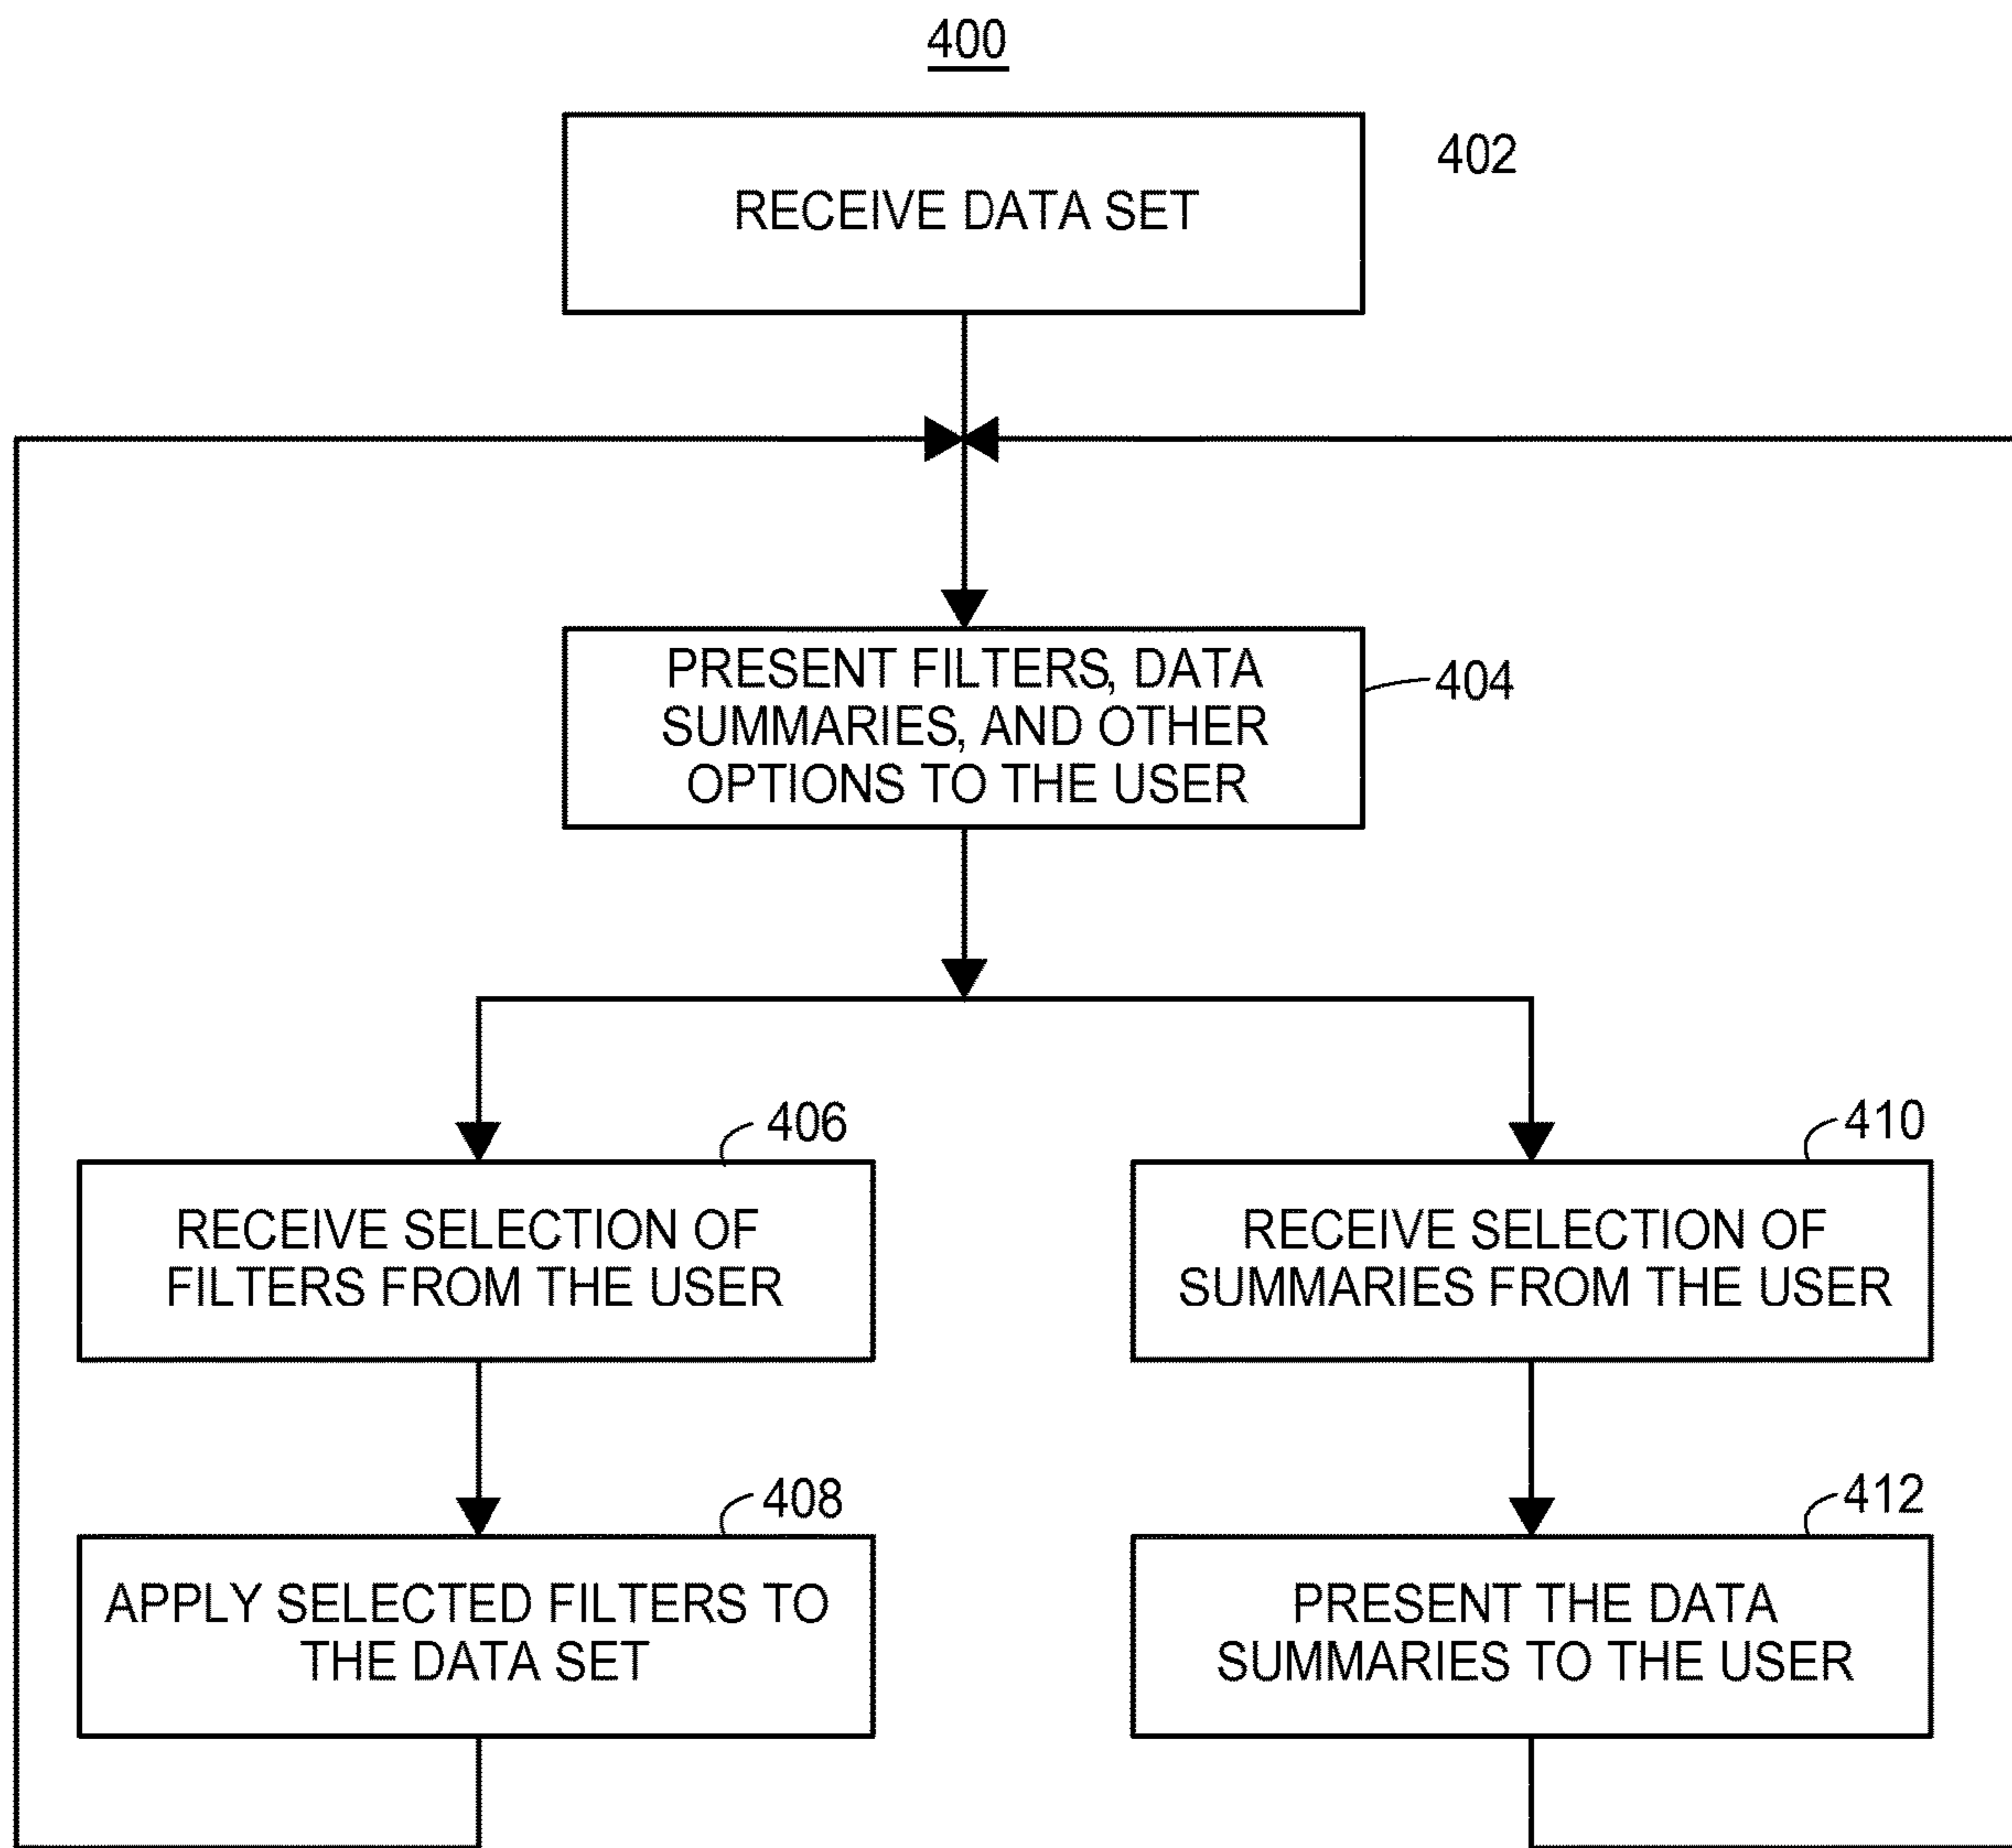 400
402
RECEIVE DATA SET
PRESENT FILTERS, DATA
SUMMARIES, AND OTHER
OPTIONS TO THE USER
404
406
RECEIVE SELECTION OF
FILTERS FROM THE USER
410
RECEIVE SELECTION OF
SUMMARIES FROM THE USER
408
APPLY SELECTED FILTERS TO
THE DATA SET
412
PRESENT THE DATA
SUMMARIES TO THE USER